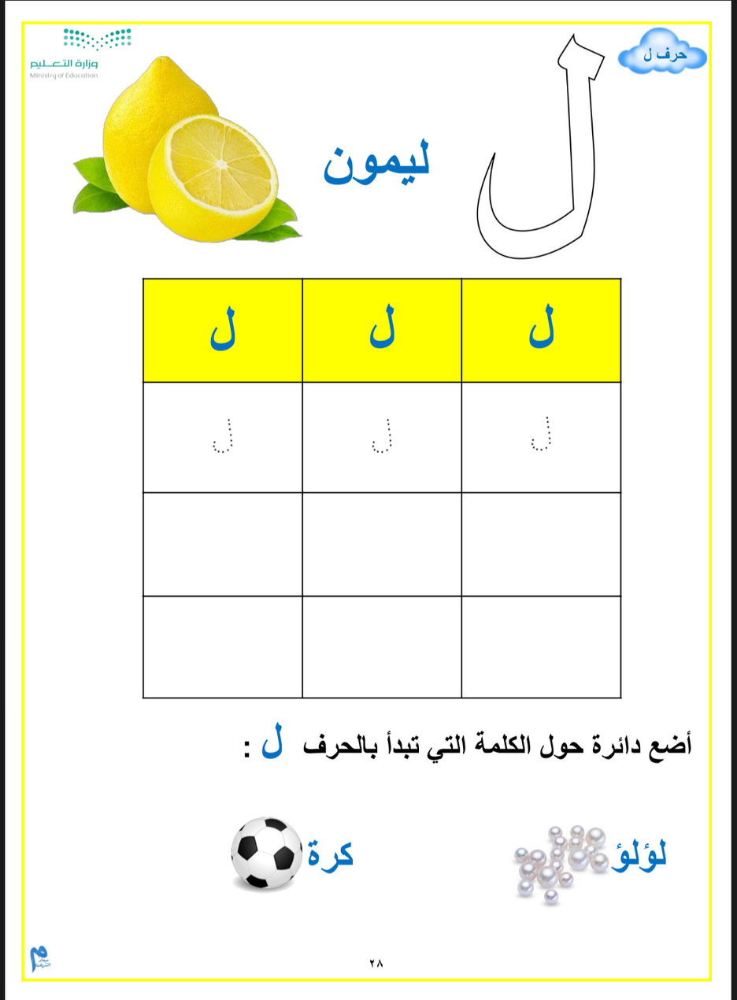 حرف ل
وزارة التعليم
Ministry of Education
ل
ليمون
ل ل ل
ل ل ل
أضع دائرة حول الكلمة التي تبدأ بالحرف ل :
لؤلؤ كرة
٢٨